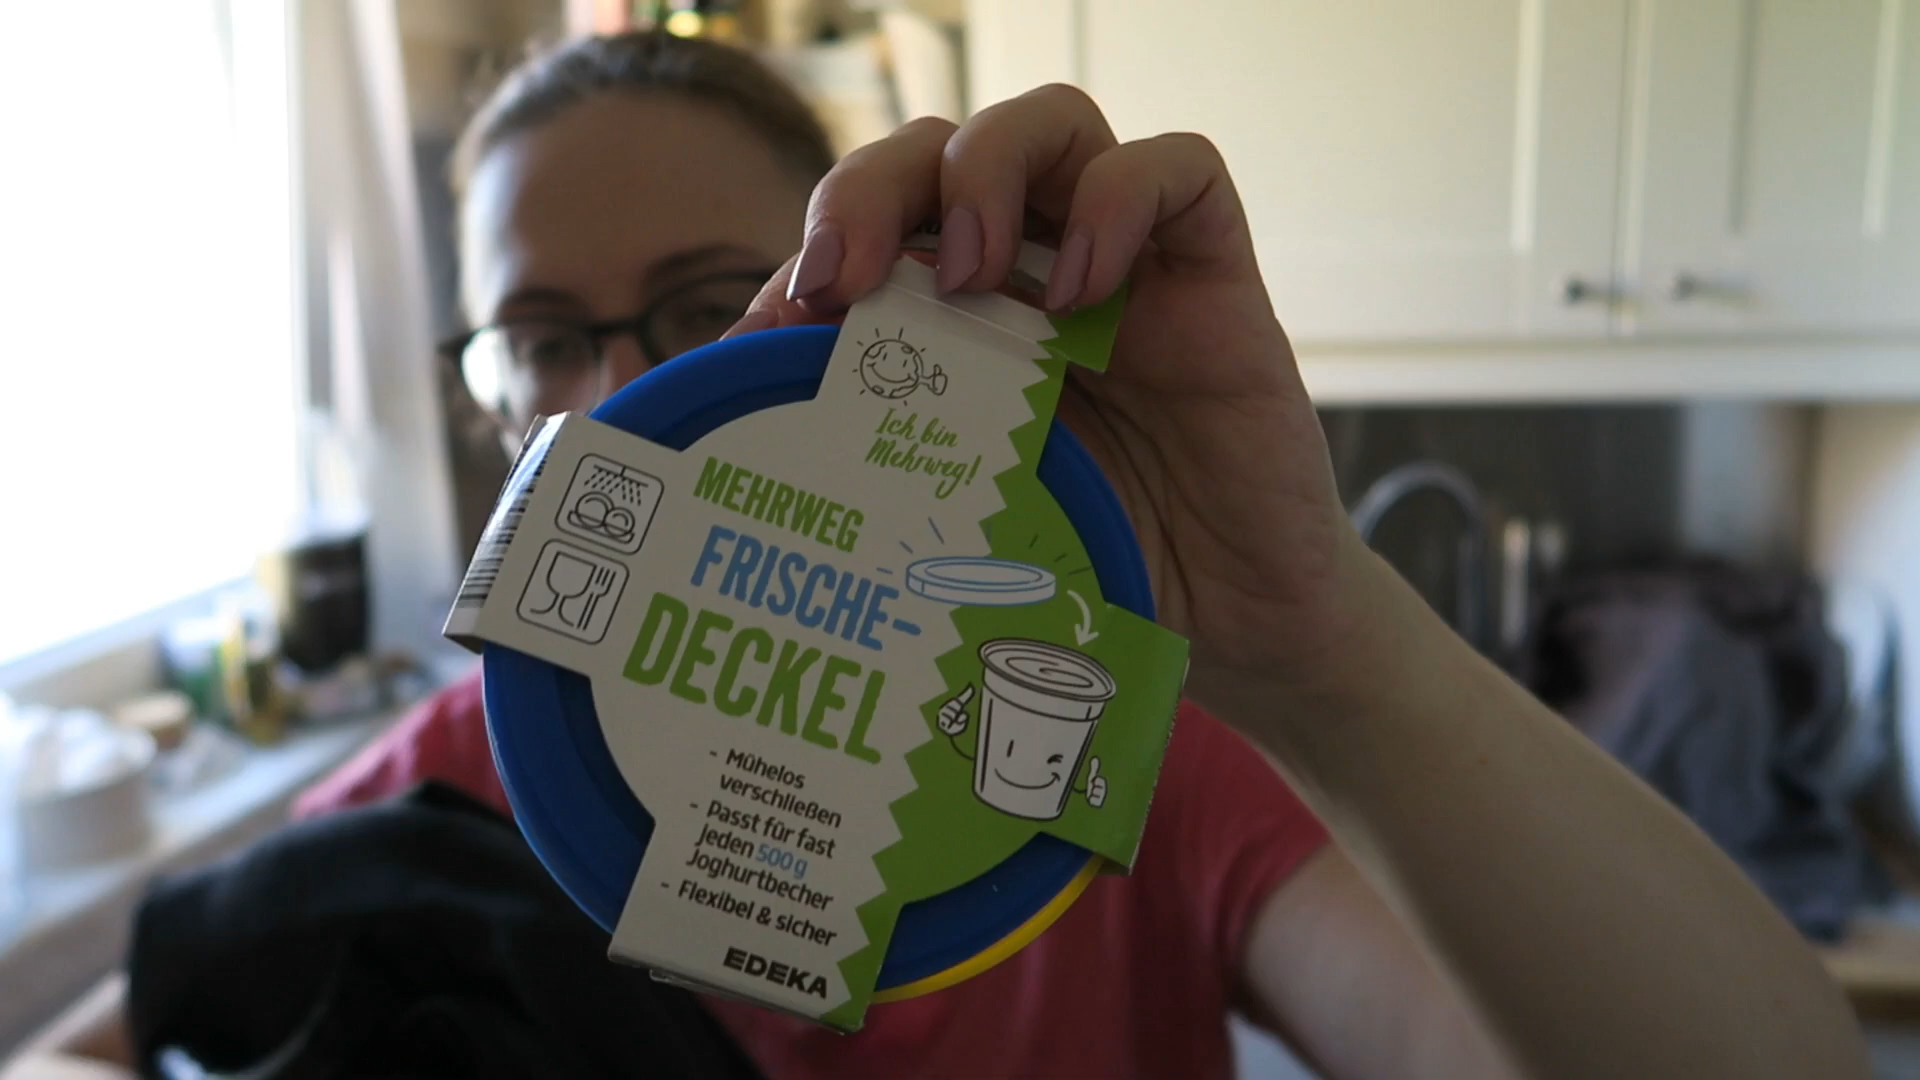 Ich bin
Mehrweg!
MEHRWEG
FRISCHE-
DECKEL
- Mühelos
verschließen
- Passt für fast
jeden 500 g
Joghurtbecher
- Flexibel & sicher
EDEKA